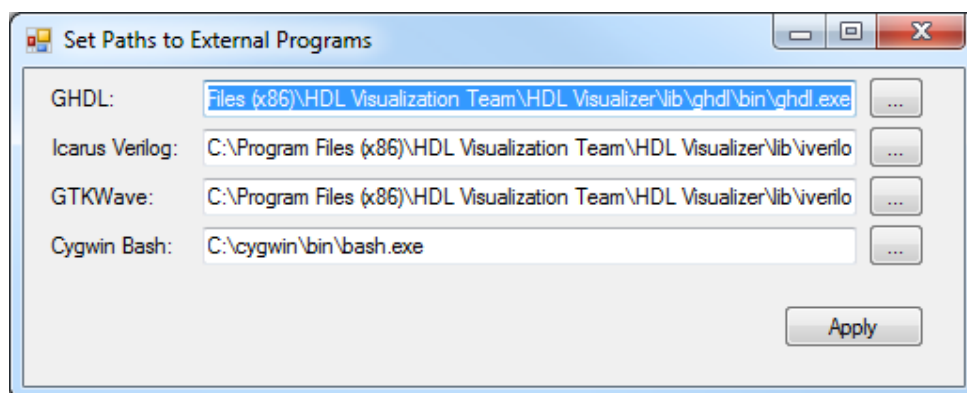 Set Paths to External Programs
GHDL: Files (x86)\HDL Visualization Team\HDL Visualizer\lib\ghdl\bin\ghdl.exe ...
Icarus Verilog: C:\Program Files (x86)\HDL Visualization Team\HDL Visualizer\lib\iverilo ...
GTKWave: C:\Program Files (x86)\HDL Visualization Team\HDL Visualizer\lib\iverilo ...
Cygwin Bash: C:\cygwin\bin\bash.exe ...
Apply